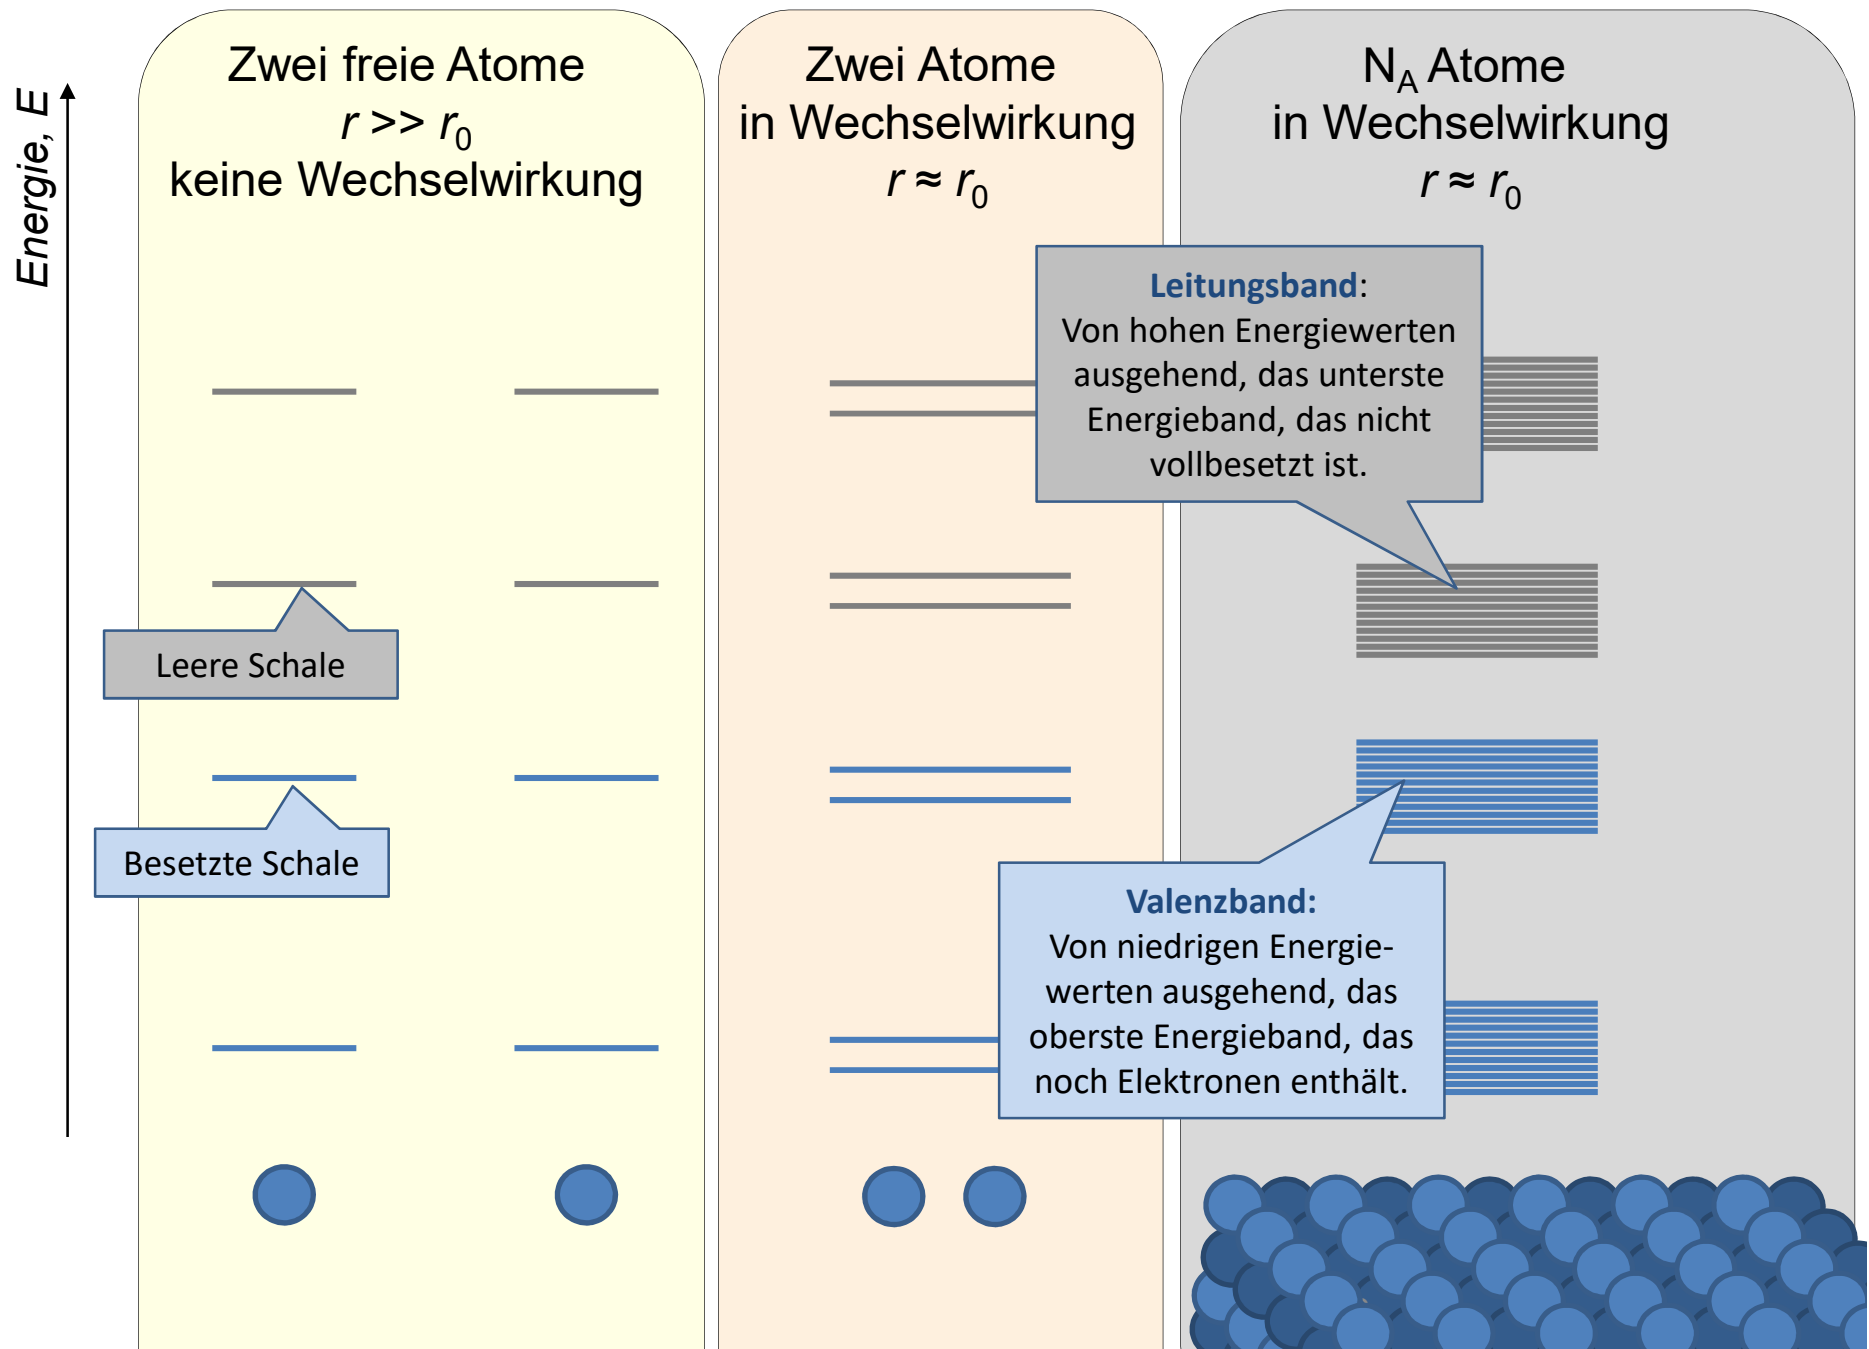 Energie, E
Zwei freie Atome
r >> r₀
keine Wechselwirkung
Zwei Atome
in Wechselwirkung
r ≈ r₀
N_A Atome
in Wechselwirkung
r ≈ r₀
Leitungsband:
Von hohen Energiewerten
ausgehend, das unterste
Energieband, das nicht
vollbesetzt ist.
Leere Schale
Besetzte Schale
Valenzband:
Von niedrigen Energie-
werten ausgehend, das
oberste Energieband, das
noch Elektronen enthält.